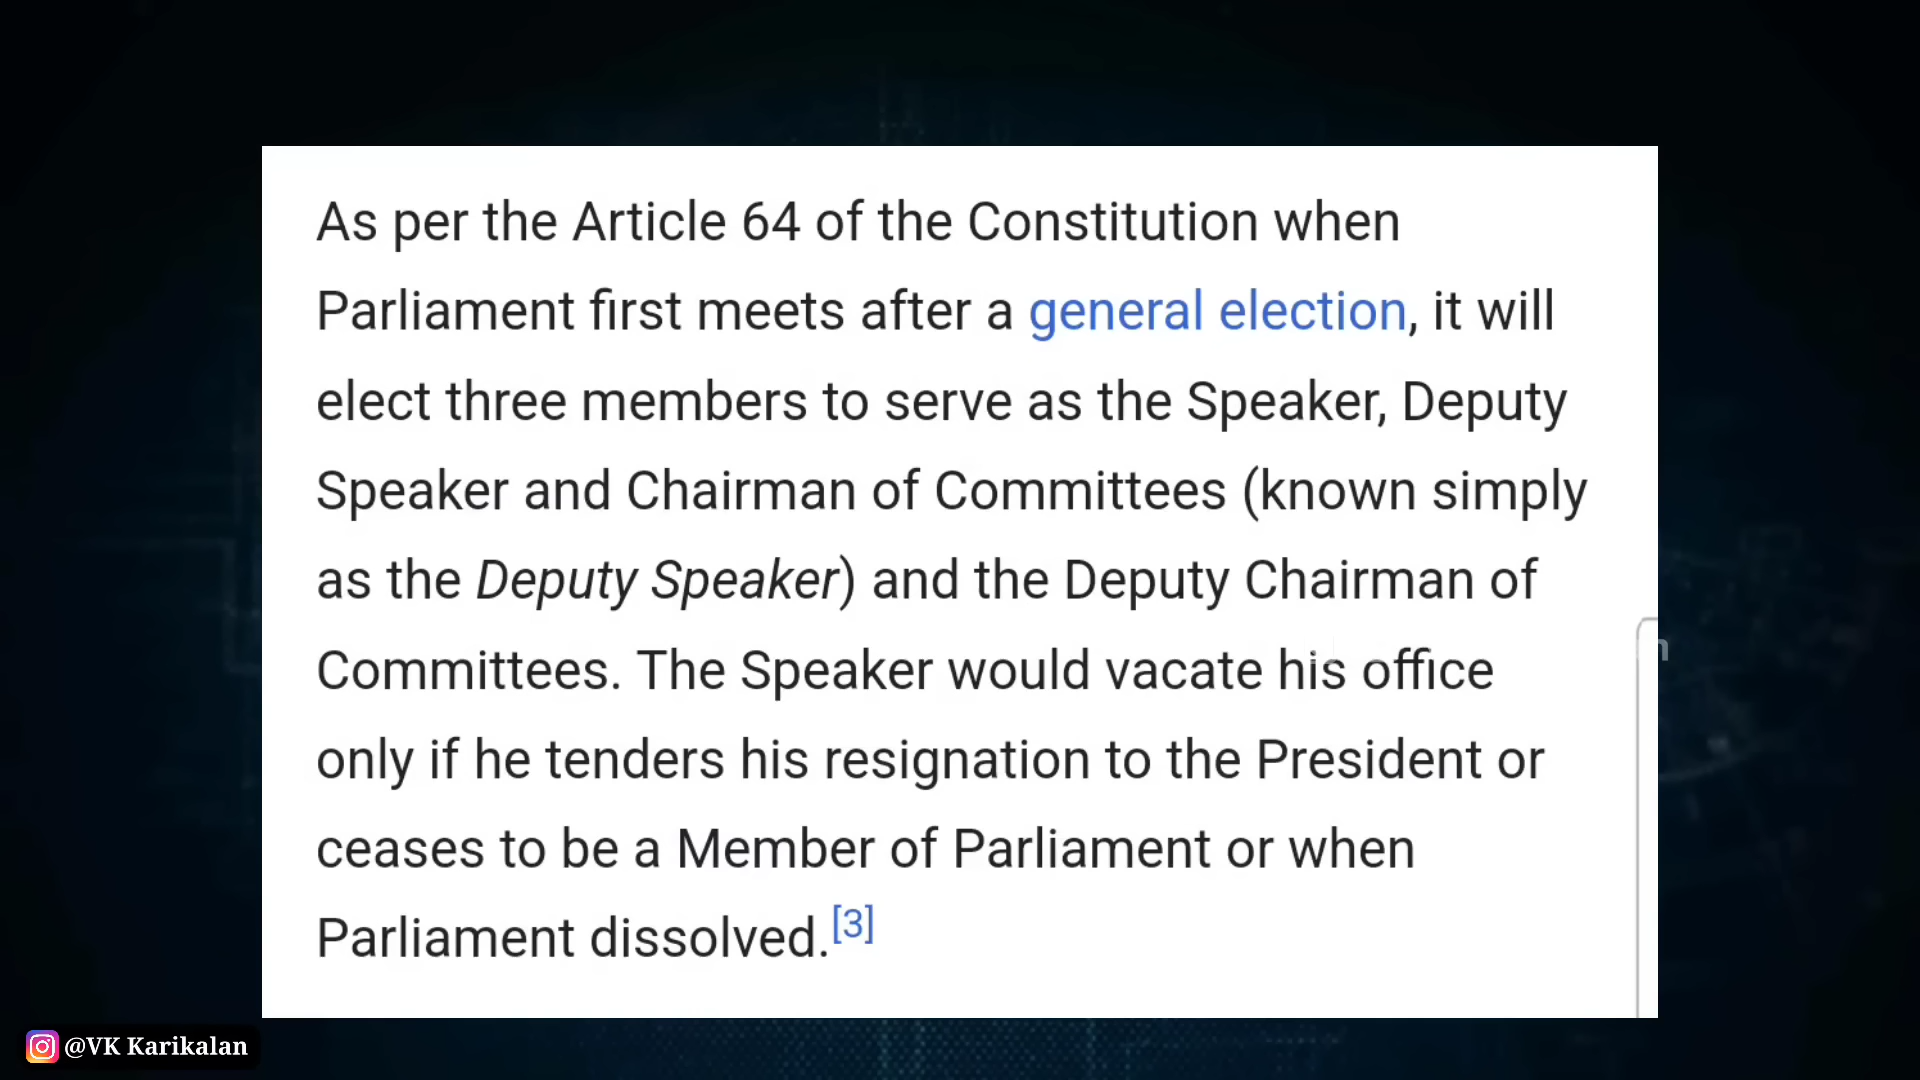 As per the Article 64 of the Constitution when
Parliament first meets after a general election, it will
elect three members to serve as the Speaker, Deputy
Speaker and Chairman of Committees (known simply
as the Deputy Speaker) and the Deputy Chairman of
Committees. The Speaker would vacate his office
only if he tenders his resignation to the President or
ceases to be a Member of Parliament or when
Parliament dissolved.[3]
@VK Karikalan